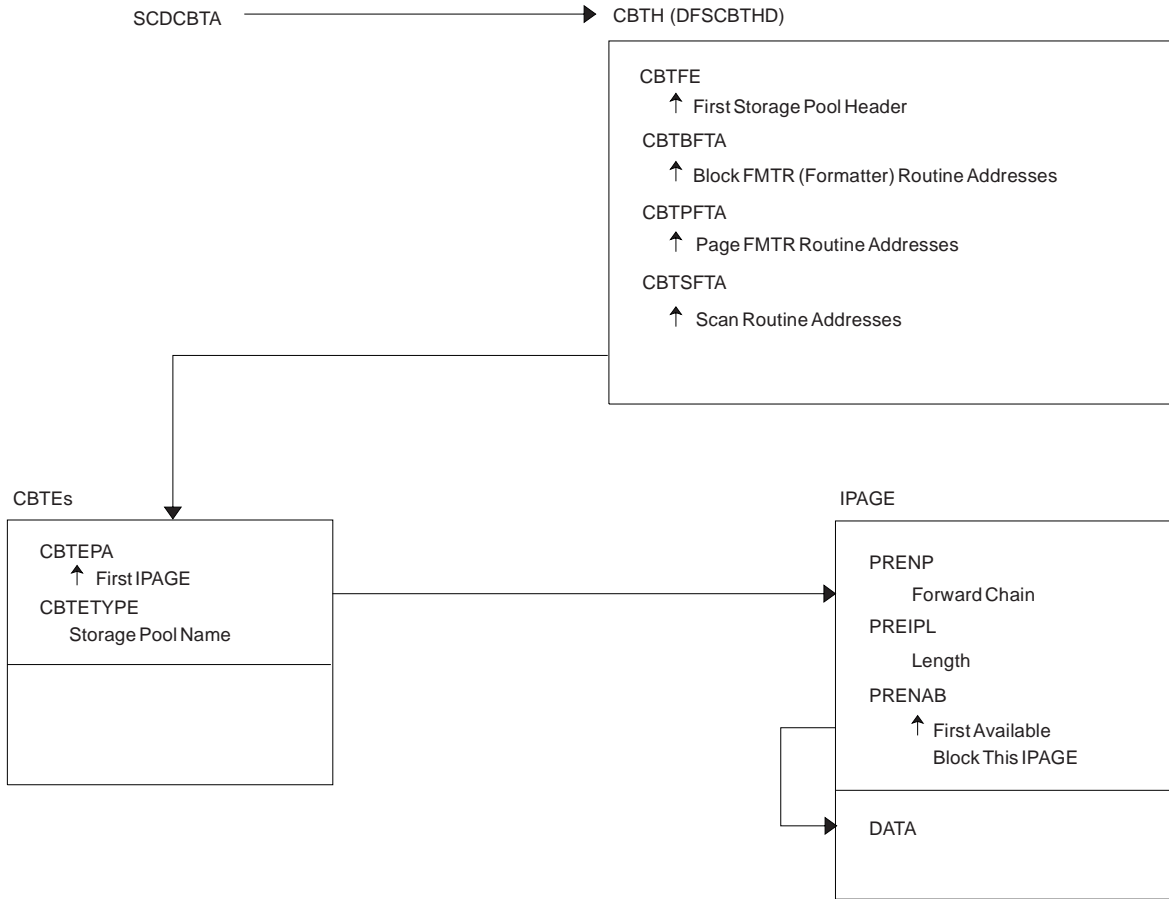 SCDCBTA
CBTH (DFSCBTHD)
CBTFE
↑ First Storage Pool Header
CBTBFTA
↑ Block FMTR (Formatter) Routine Addresses
CBTPFTA
↑ Page FMTR Routine Addresses
CBTSFTA
↑ Scan Routine Addresses
CBTEs
CBTEPA
↑ First IPAGE
CBTETYPE
Storage Pool Name
IPAGE
PRENP
Forward Chain
PREIPL
Length
PRENAB
↑ First Available
Block This IPAGE
DATA